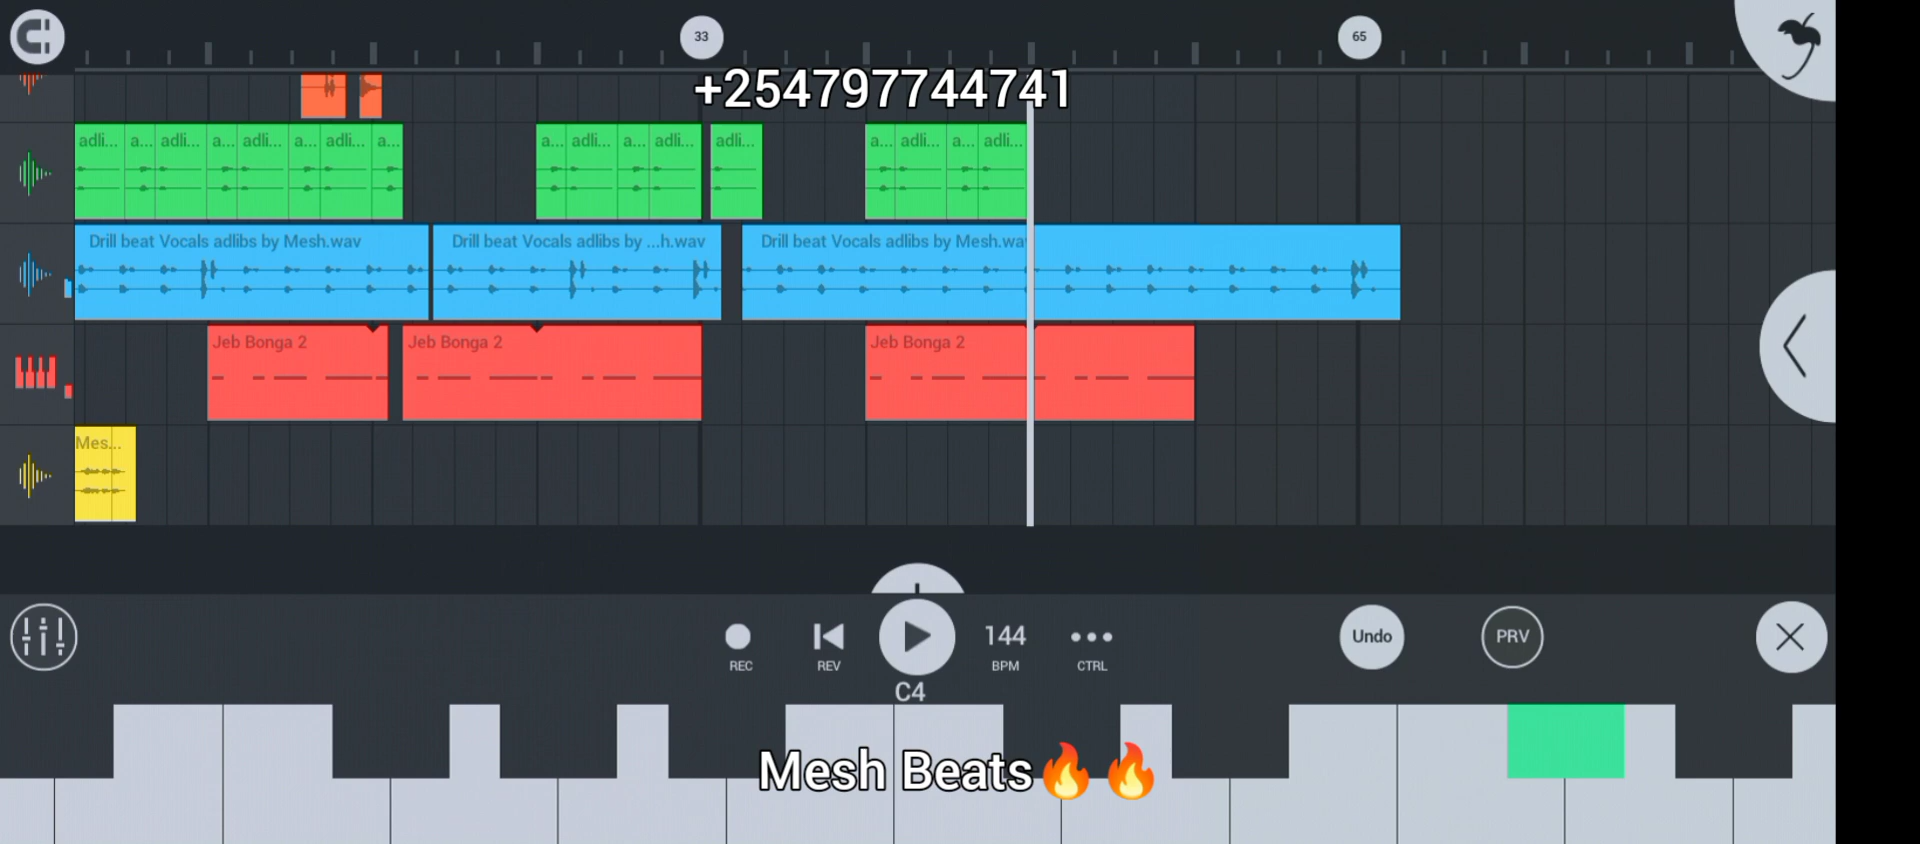 33 65
+254797744741
adli... a... adli... a... adli... a... adli... a... a... adli... a... adli... adli... a... adli... a... adli...
Drill beat Vocals adlibs by Mesh.wav Drill beat Vocals adlibs by ...h.wav Drill beat Vocals adlibs by Mesh.wav
Jeb Bonga 2 Jeb Bonga 2 Jeb Bonga 2
Mes...
144 Undo PRV
REC REV BPM CTRL
C4
Mesh Beats🔥🔥